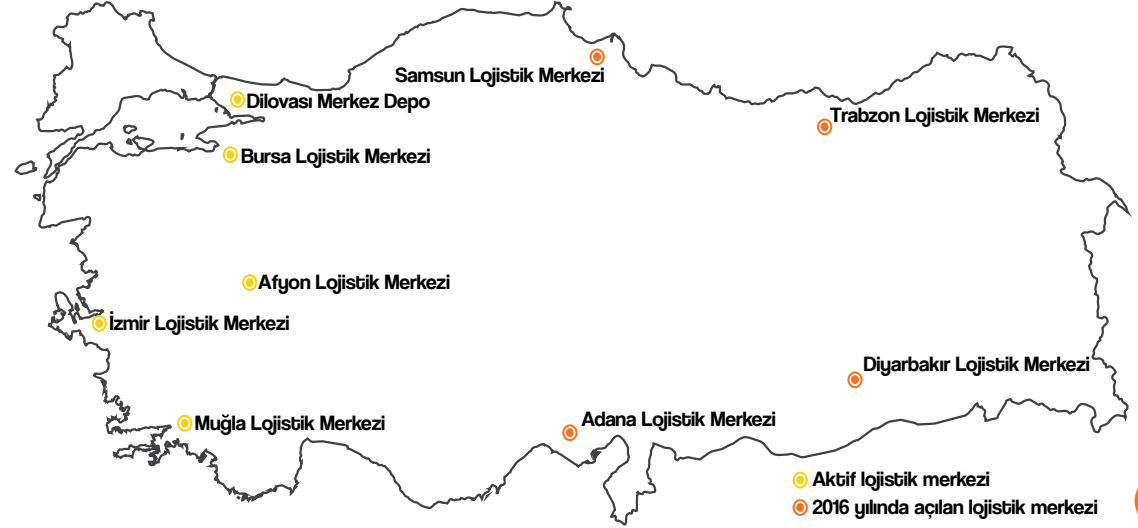 Samsun Lojistik Merkezi
Dilovası Merkez Depo
Trabzon Lojistik Merkezi
Bursa Lojistik Merkezi
Afyon Lojistik Merkezi
İzmir Lojistik Merkezi
Diyarbakır Lojistik Merkezi
Muğla Lojistik Merkezi
Adana Lojistik Merkezi
Aktif lojistik merkezi
2016 yılında açılan lojistik merkezi